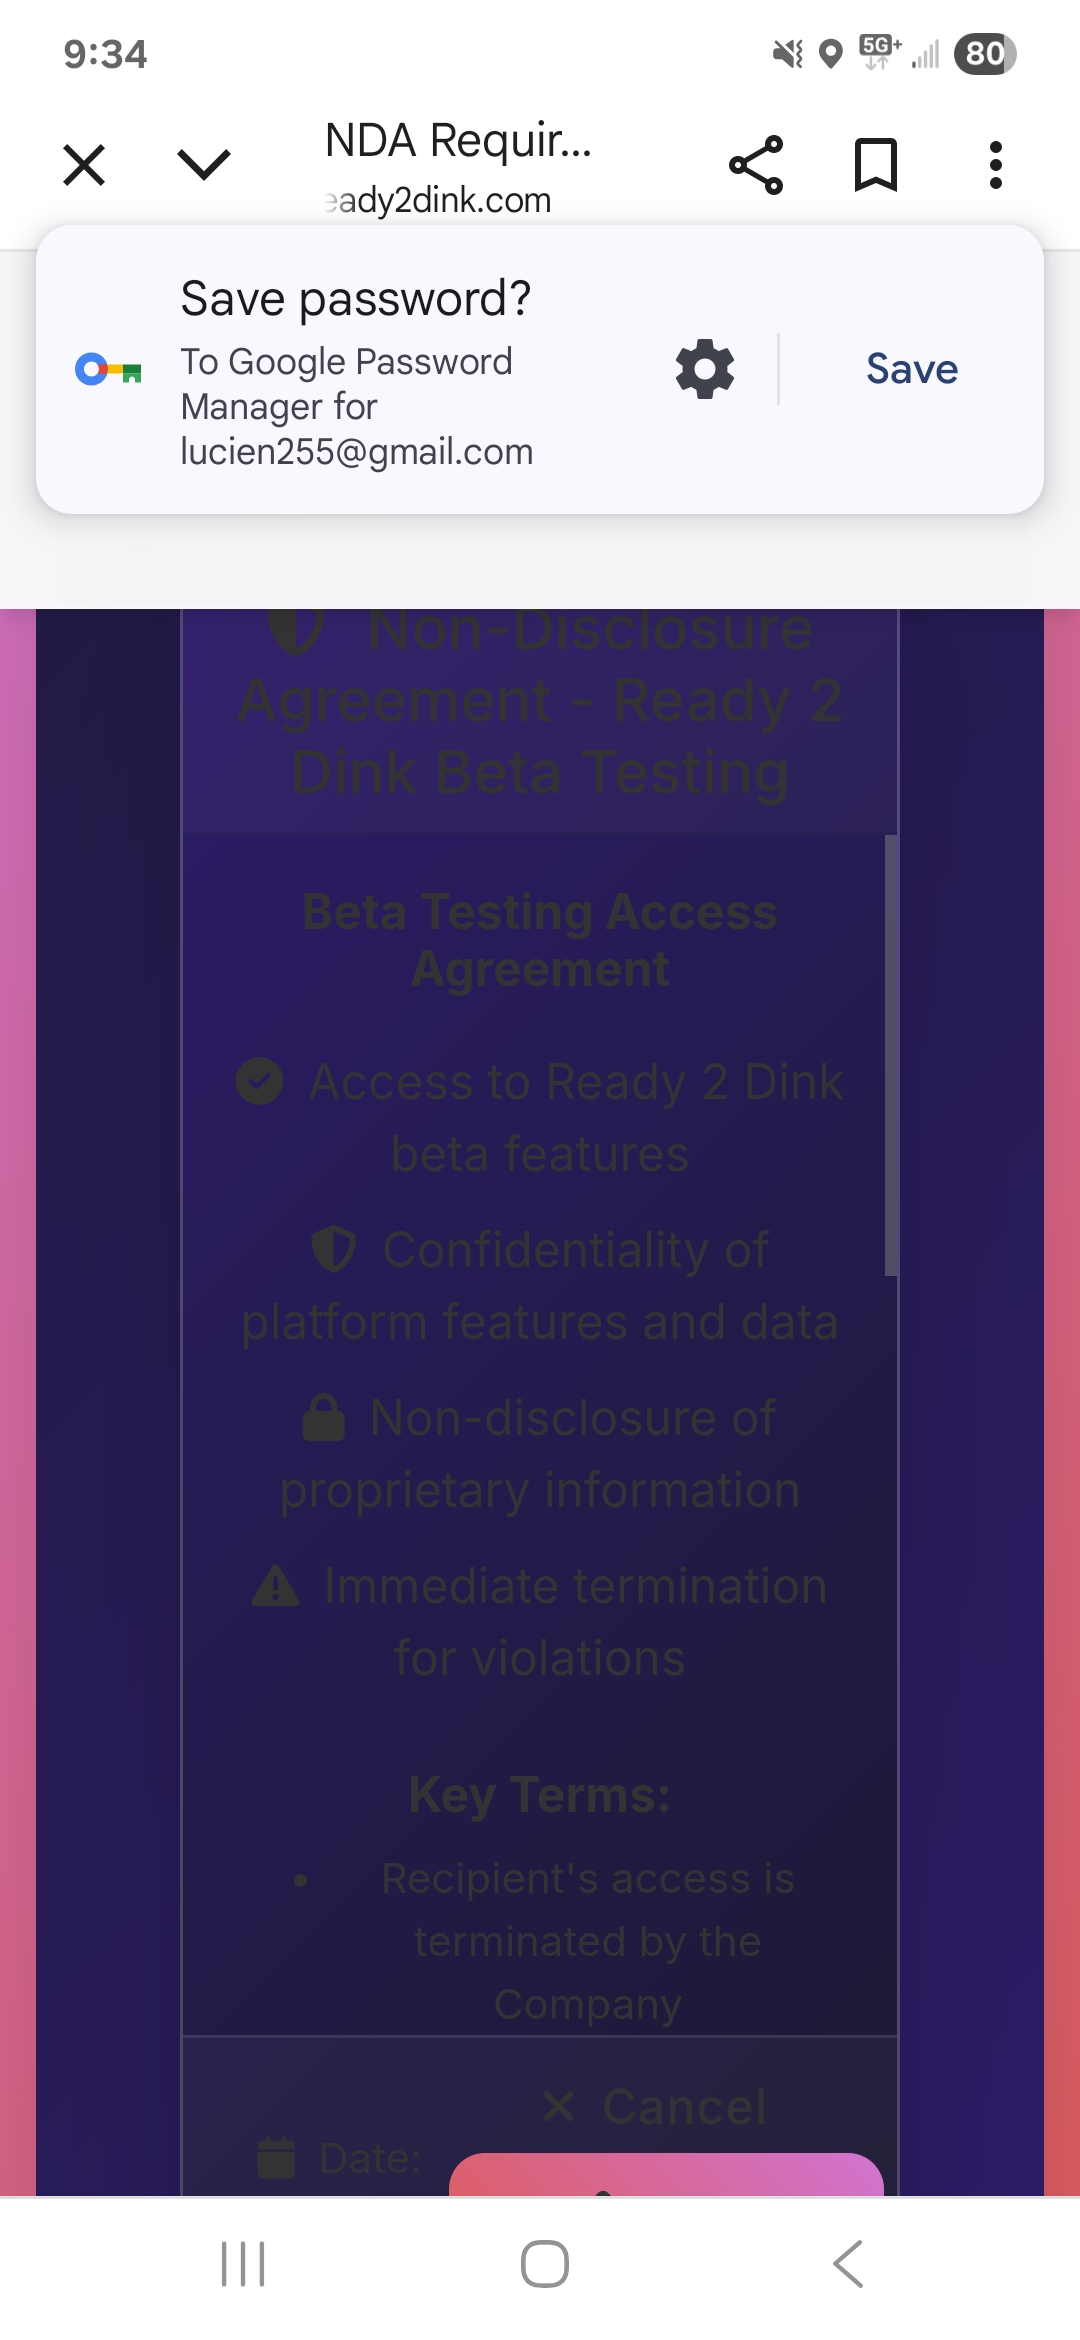 9:34
5G+
80
NDA Requir...
eady2dink.com
Save password?
To Google Password
Manager for
lucien255@gmail.com
Save
Non-Disclosure
Agreement - Ready 2
Dink Beta Testing
Beta Testing Access
Agreement
Access to Ready 2 Dink
beta features
Confidentiality of
platform features and data
Non-disclosure of
proprietary information
Immediate termination
for violations
Key Terms:
• Recipient's access is
terminated by the
Company
Cancel
Date: